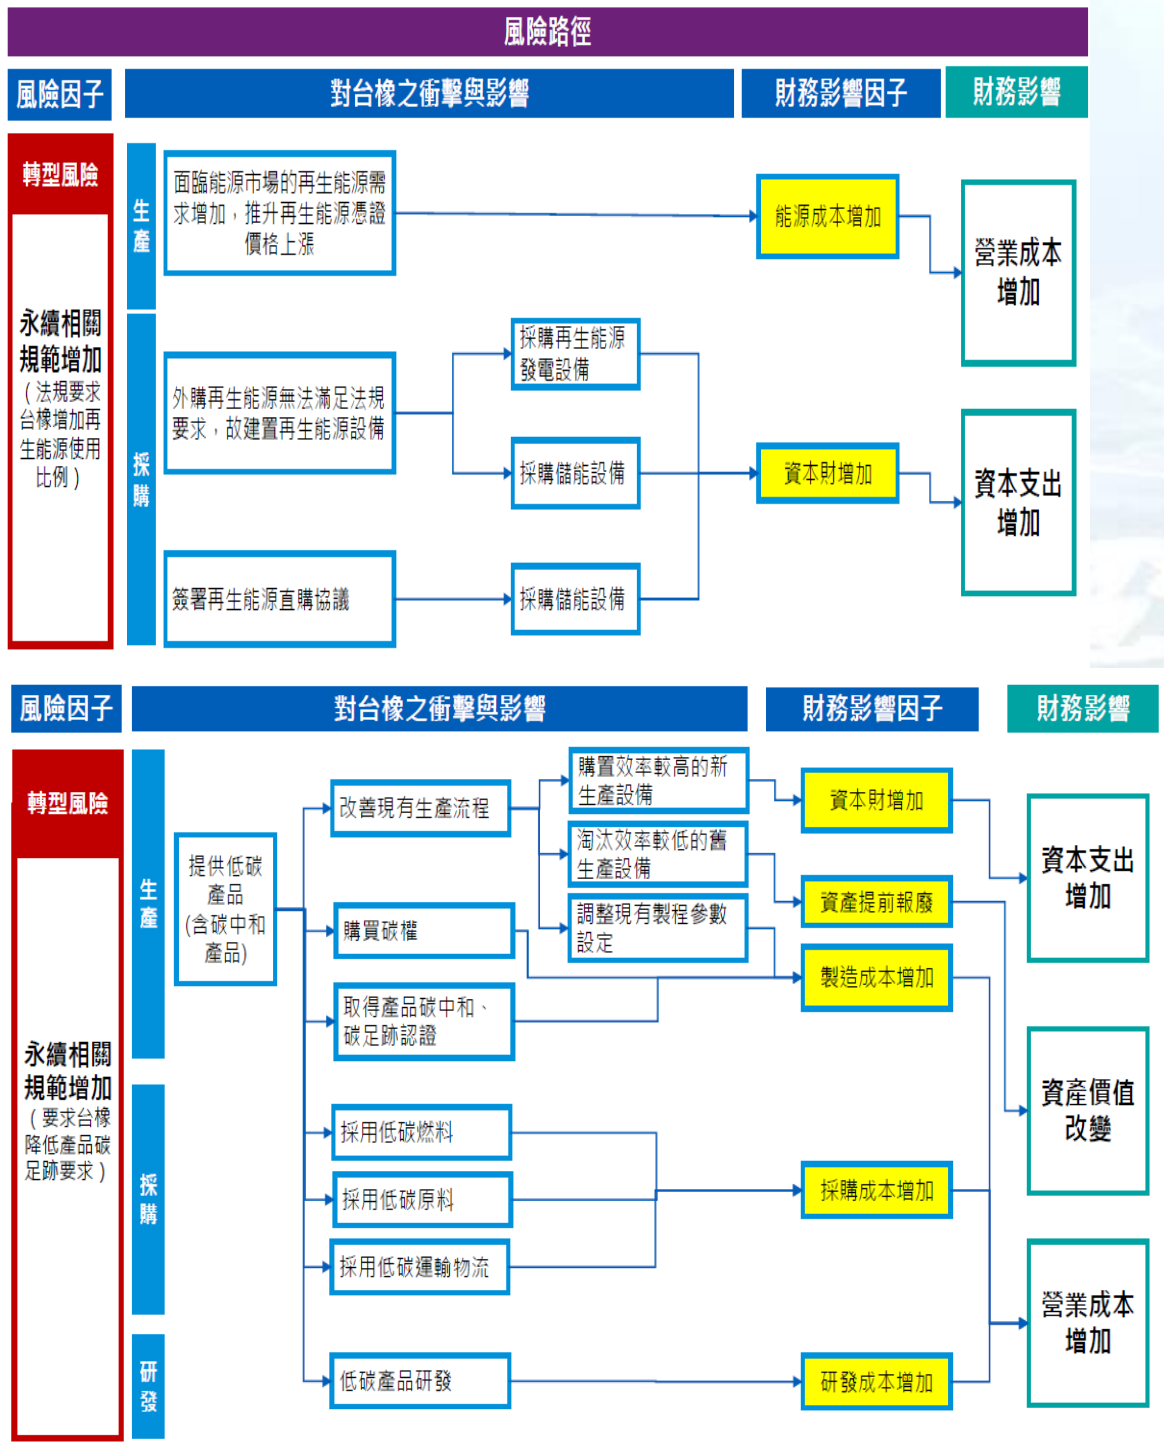 風險路徑
風險因子
對台橡之衝擊與影響
財務影響因子
財務影響
轉型風險
永續相關
規範增加
（法規要求
台橡增加再
生能源使用
比例）
生
產
面臨能源市場的再生能源需
求增加，推升再生能源憑證
價格上漲
能源成本增加
營業成本
增加
採
購
外購再生能源無法滿足法規
要求，故建置再生能源設備
採購再生能源
發電設備
採購儲能設備
資本財增加
資本支出
增加
簽署再生能源直購協議
採購儲能設備
風險因子
對台橡之衝擊與影響
財務影響因子
財務影響
轉型風險
永續相關
規範增加
（要求台橡
降低產品碳
足跡要求）
生
產
提供低碳
產品
(含碳中和
產品)
改善現有生產流程
購置效率較高的新
生產設備
淘汰效率較低的舊
生產設備
調整現有製程參數
設定
購買碳權
取得產品碳中和、
碳足跡認證
資本財增加
資產提前報廢
製造成本增加
資本支出
增加
資產價值
改變
採
購
採用低碳燃料
採用低碳原料
採用低碳運輸物流
採購成本增加
營業成本
增加
研
發
低碳產品研發
研發成本增加